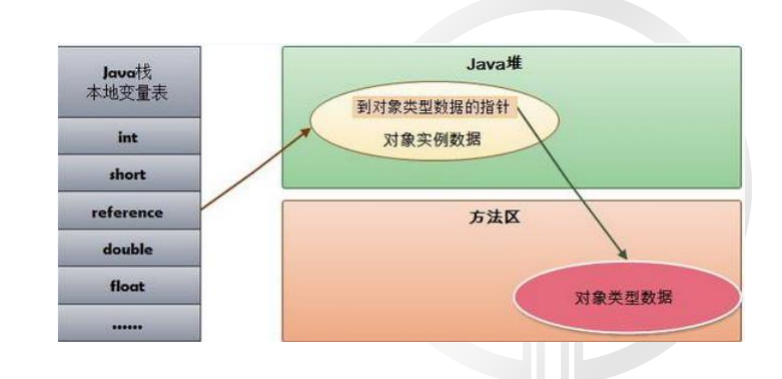 Java栈
本地变量表
int
short
reference
double
float
......
Java堆
到对象类型数据的指针
对象实例数据
方法区
对象类型数据